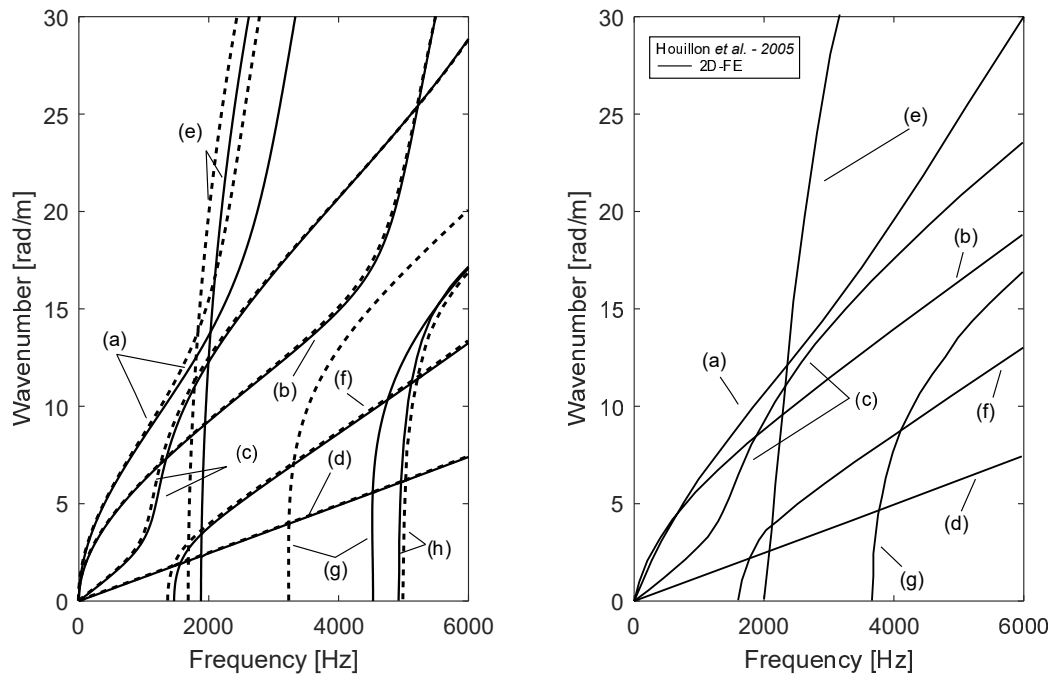 30
25
20
15
10
5
0
Wavenumber [rad/m]
(e)
(a)
(b)
(f)
(c)
(d)
(g)
(h)
0
2000
4000
6000
Frequency [Hz]
30
25
20
15
10
5
0
Wavenumber [rad/m]
Houillon et al. - 2005
2D-FE
(e)
(b)
(a)
(c)
(f)
(d)
(g)
0
2000
4000
6000
Frequency [Hz]